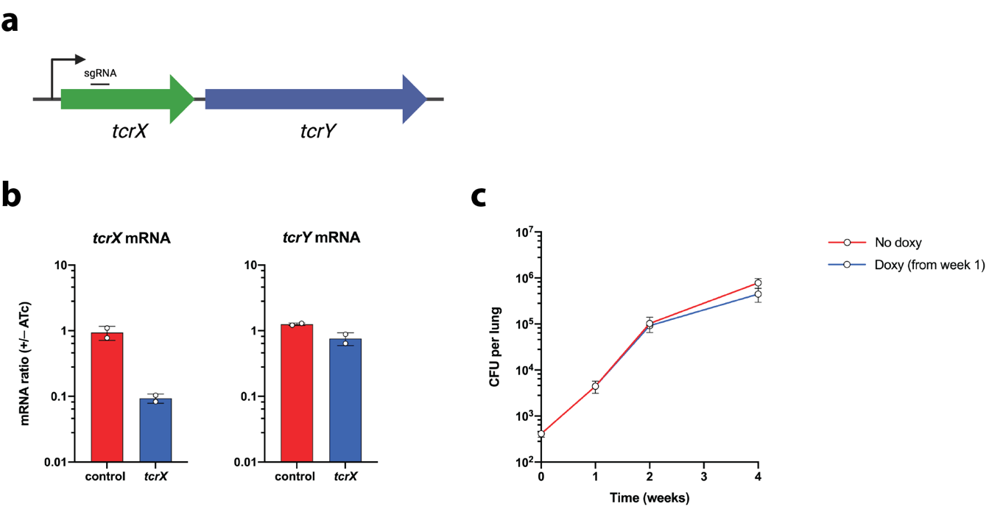 a
sgRNA
tcrX
tcrY
b
tcrX mRNA
mRNA ratio (+/– ATc)
10
1
0.1
0.01
control
tcrX
tcrY mRNA
10
1
0.1
0.01
control
tcrX
c
CFU per lung
10⁷
10⁶
10⁵
10⁴
10³
10²
0
1
2
3
4
Time (weeks)
No doxy
Doxy (from week 1)